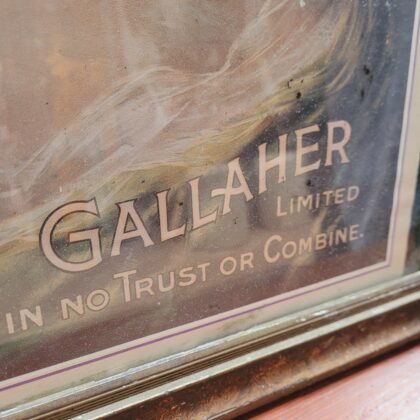 GALLAHER
LIMITED
IN NO TRUST OR COMBINE.